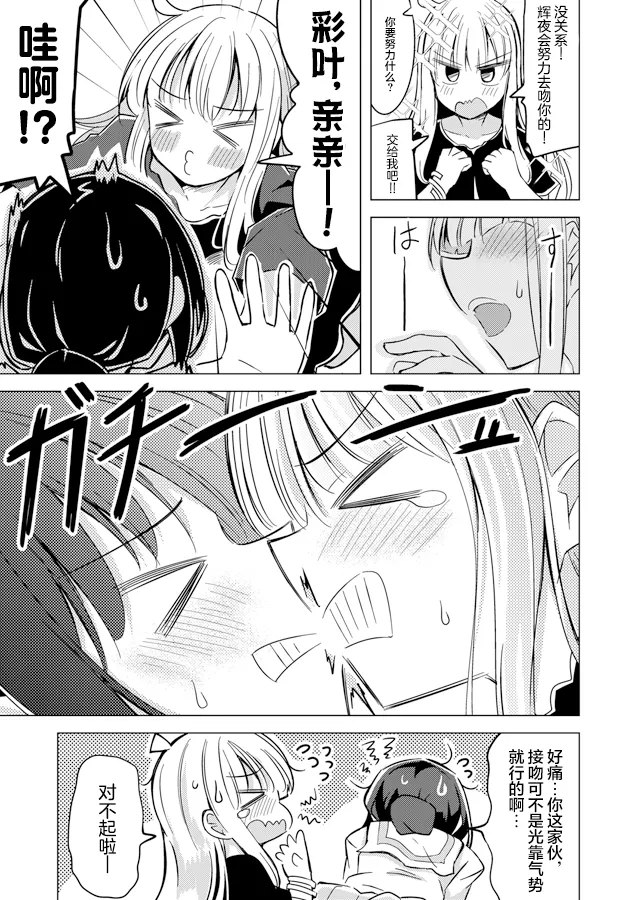 没关系！
辉夜会努力去吻你的！
你要努力什么？
交给我吧!!
彩叶，亲亲—！
哇啊!?
すー
はー
ガチーーン
好痛…你这家伙，
接吻可不是光靠气势
就行的啊…
对
不起啦—